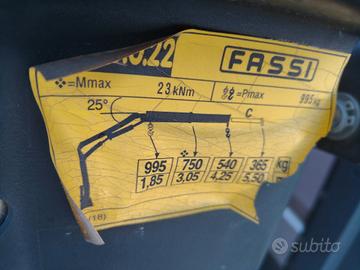 .22 FASSI
=Mmax 23 kNm =Pmax 995 kg
25°
C
995 750 540 365 kg
1,85 3,05 4,25 5,50
(18)
subito